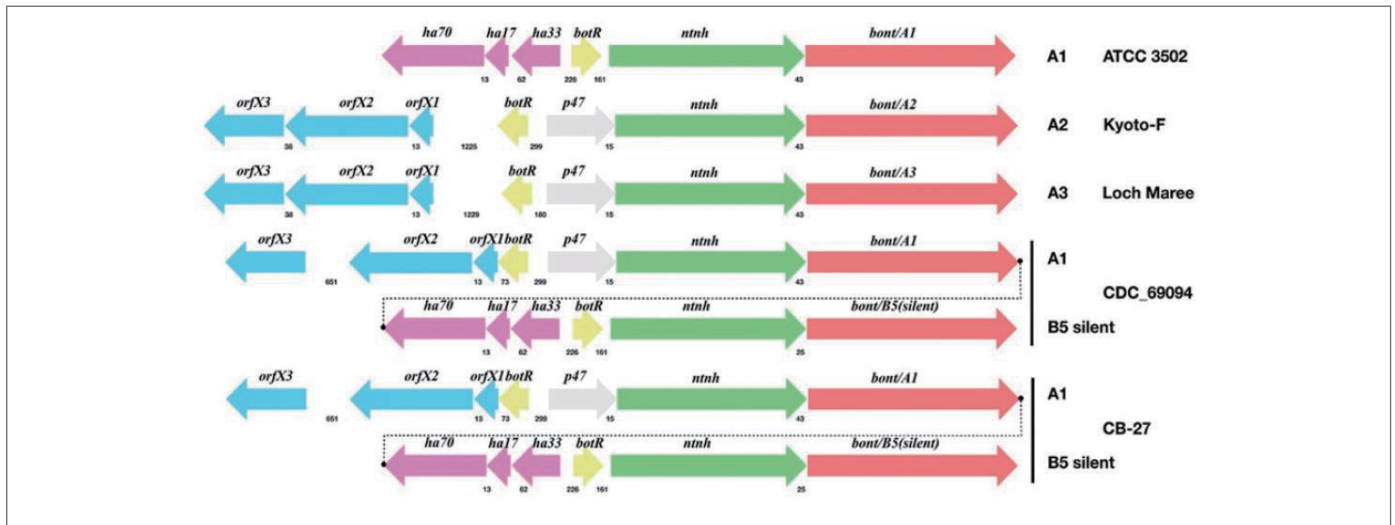 ha70 ha17 ha33 botR ntnh bont/A1
A1 ATCC 3502
13 62 226 161 43
orfX3 orfX2 orfX1 botR p47 ntnh bont/A2
A2 Kyoto-F
38 13 1225 299 15 43
orfX3 orfX2 orfX1 botR p47 ntnh bont/A3
A3 Loch Maree
38 13 1229 180 15 43
orfX3 orfX2 orfX1 botR p47 ntnh bont/A1
A1
651 13 73 299 15 43
CDC_69094
ha70 ha17 ha33 botR ntnh bont/B5(silent)
B5 silent
13 62 226 161 25
orfX3 orfX2 orfX1 botR p47 ntnh bont/A1
A1
651 13 73 299 15 43
CB-27
ha70 ha17 ha33 botR ntnh bont/B5(silent)
B5 silent
13 62 226 161 25